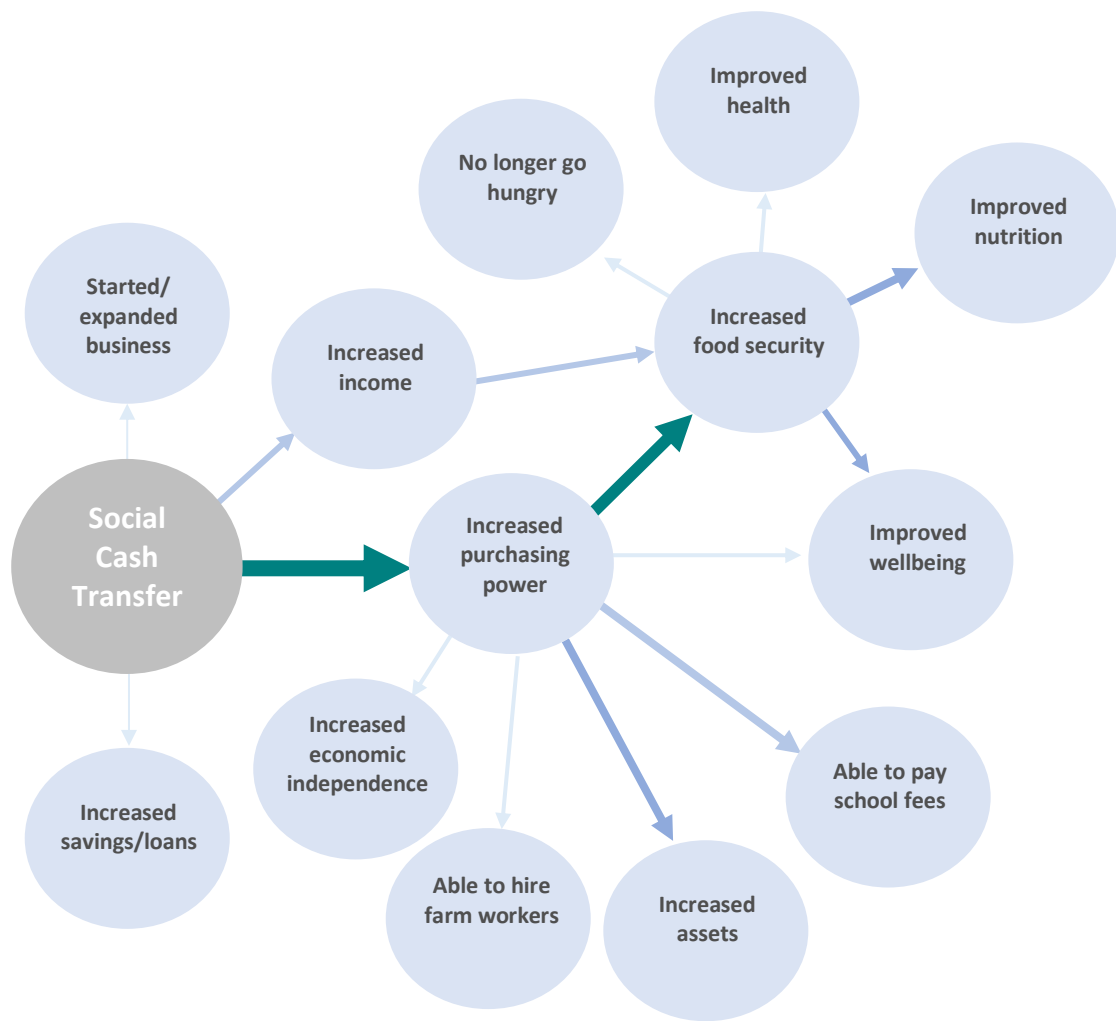 Improved
health
No longer go
hungry
Improved
nutrition
Started/
expanded
business
Increased
income
Increased
food security
Social
Cash
Transfer
Increased
purchasing
power
Improved
wellbeing
Increased
economic
independence
Able to pay
school fees
Increased
savings/loans
Able to hire
farm workers
Increased
assets